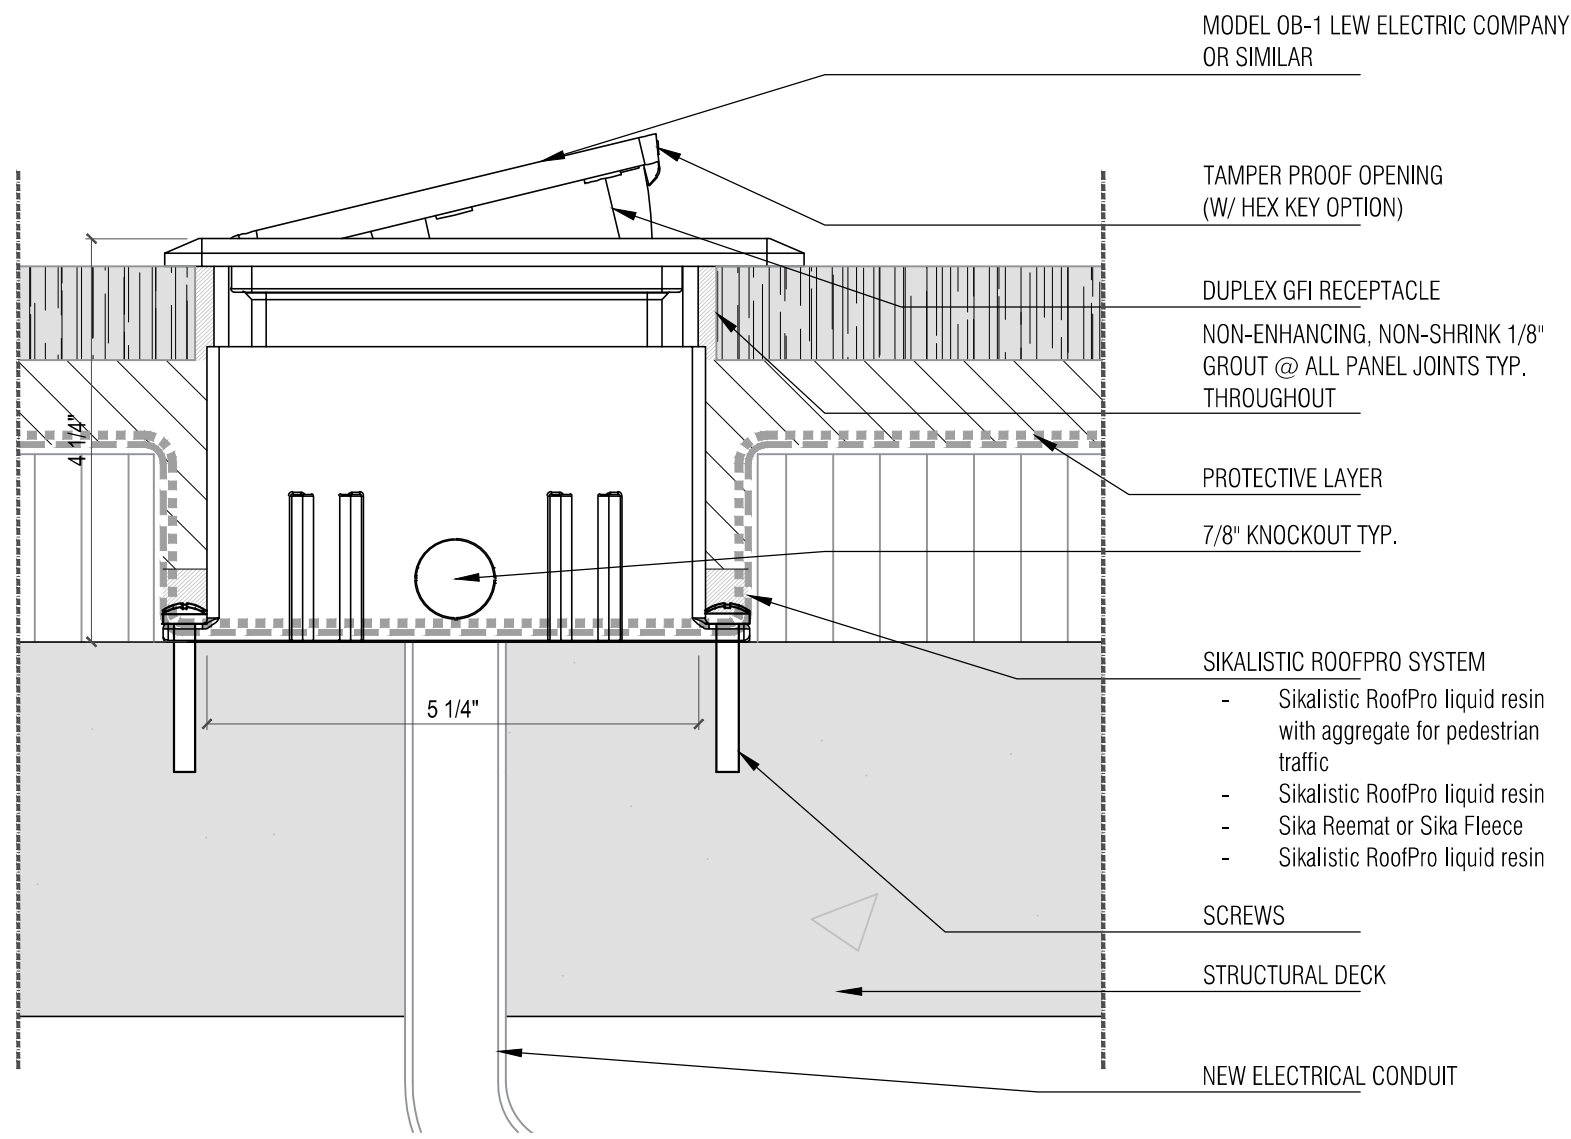 MODEL OB-1 LEW ELECTRIC COMPANY
OR SIMILAR
TAMPER PROOF OPENING
(W/ HEX KEY OPTION)
DUPLEX GFI RECEPTACLE
NON-ENHANCING, NON-SHRINK 1/8"
GROUT @ ALL PANEL JOINTS TYP.
THROUGHOUT
4 1/4"
PROTECTIVE LAYER
7/8" KNOCKOUT TYP.
SIKALISTIC ROOFPRO SYSTEM
- Sikalistic RoofPro liquid resin
with aggregate for pedestrian
traffic
- Sikalistic RoofPro liquid resin
- Sika Reemat or Sika Fleece
- Sikalistic RoofPro liquid resin
5 1/4"
SCREWS
STRUCTURAL DECK
NEW ELECTRICAL CONDUIT